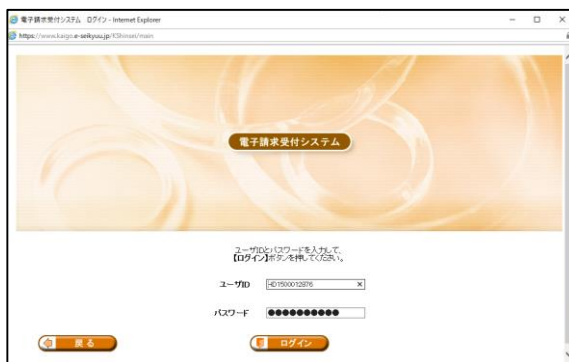 電子請求受付システム ログイン - Internet Explorer
https://www.kaigo.e-seikyuu.jp/KShinsei/main
電子請求受付システム
ユーザIDとパスワードを入力して、
【ログイン】ボタンを押してください。
ユーザID HD1500012876
パスワード ●●●●●●●●●●
戻る ログイン